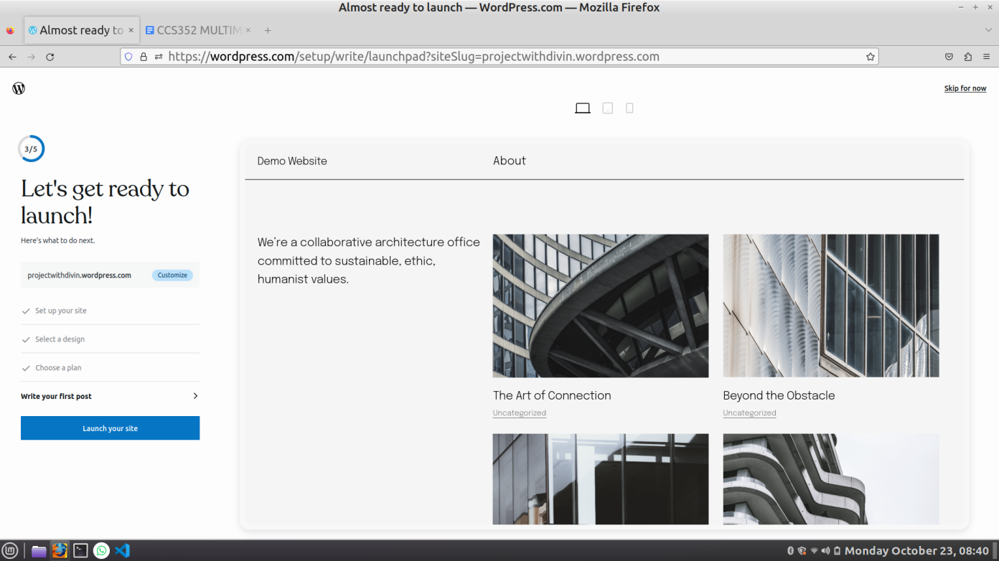 Almost ready to launch — WordPress.com — Mozilla Firefox
Almost ready to
CCS352 MULTIM
https://wordpress.com/setup/write/launchpad?siteSlug=projectwithdivin.wordpress.com
Skip for now
3/5
Let's get ready to
launch!
Here's what to do next.
projectwithdivin.wordpress.com
Customize
Set up your site
Select a design
Choose a plan
Write your first post
Launch your site
Demo Website
About
We’re a collaborative architecture office
committed to sustainable, ethic,
humanist values.
The Art of Connection
Uncategorized
Beyond the Obstacle
Uncategorized
Monday October 23, 08:40